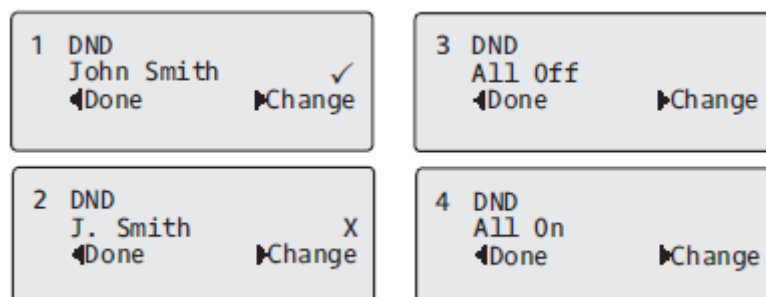 1 DND
John Smith ✓
◀Done ▶Change
2 DND
J. Smith X
◀Done ▶Change
3 DND
All Off
◀Done ▶Change
4 DND
All On
◀Done ▶Change